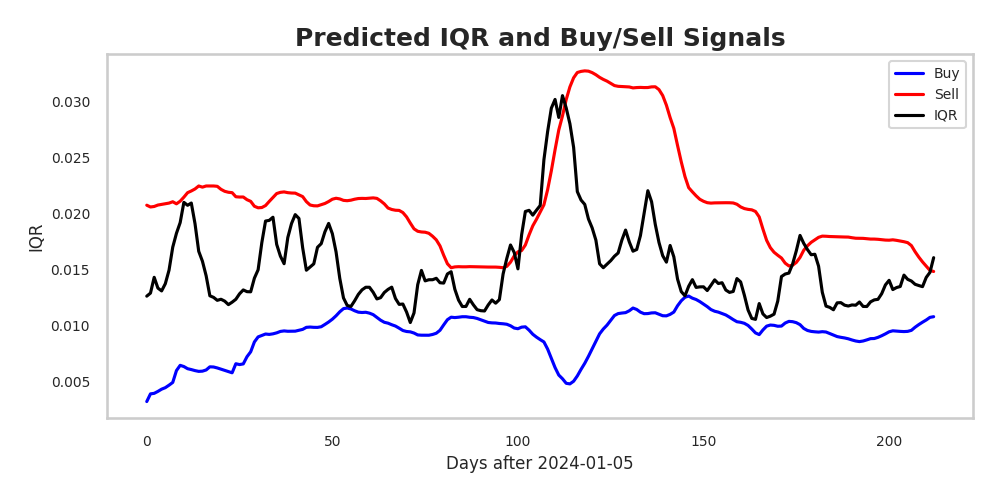 Predicted IQR and Buy/Sell Signals
Buy
Sell
IQR
0.030
0.025
0.020
0.015
0.010
0.005
IQR
0 50 100 150 200
Days after 2024-01-05